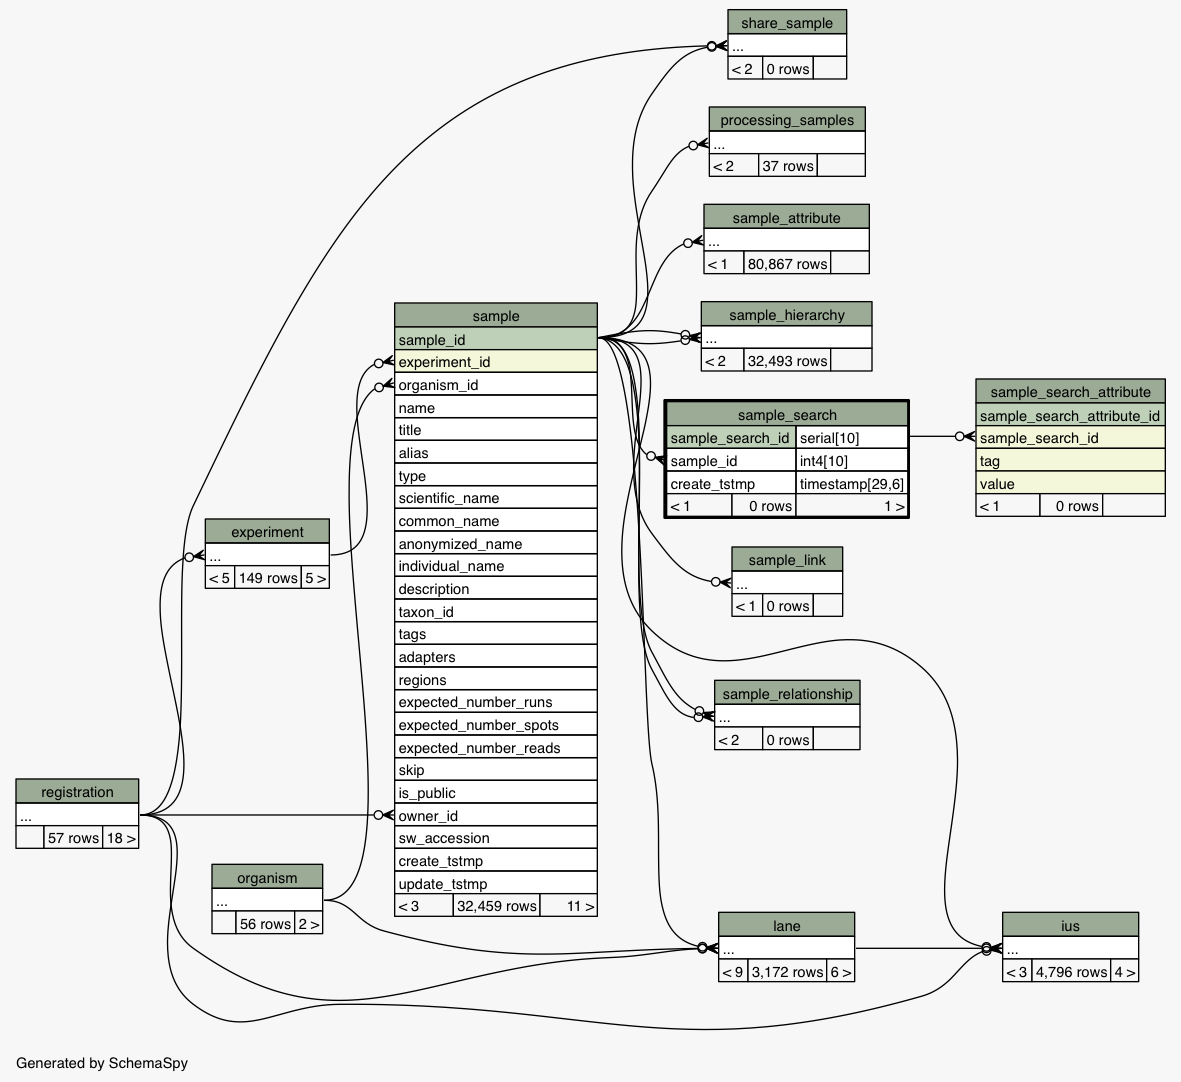 share_sample
...
< 2 0 rows
processing_samples
...
< 2 37 rows
sample_attribute
...
< 1 80,867 rows
sample_hierarchy
...
< 2 32,493 rows
sample
sample_id
experiment_id
organism_id
name
title
alias
type
scientific_name
common_name
anonymized_name
individual_name
description
taxon_id
tags
adapters
regions
expected_number_runs
expected_number_spots
expected_number_reads
skip
is_public
owner_id
sw_accession
create_tstmp
update_tstmp
< 3 32,459 rows 11 >
sample_search
sample_search_id serial[10]
sample_id int4[10]
create_tstmp timestamp[29,6]
< 1 0 rows 1 >
sample_search_attribute
sample_search_attribute_id
sample_search_id
tag
value
< 1 0 rows
experiment
...
< 5 149 rows 5 >
sample_link
...
< 1 0 rows
sample_relationship
...
< 2 0 rows
registration
...
57 rows 18 >
organism
...
56 rows 2 >
lane
...
< 9 3,172 rows 6 >
ius
...
< 3 4,796 rows 4 >
Generated by SchemaSpy